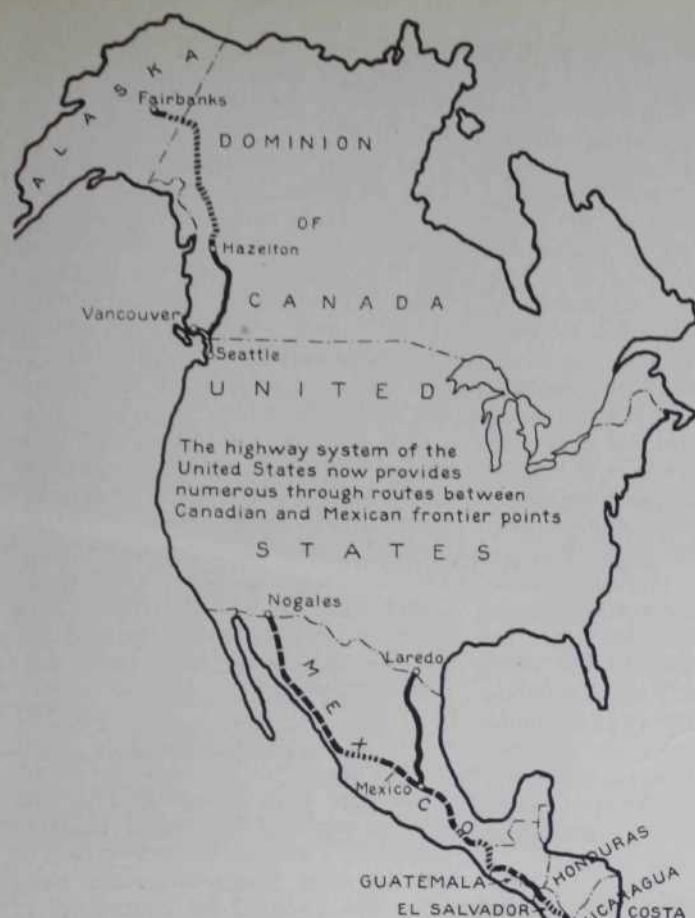 ALASKA
Fairbanks
DOMINION
OF
Hazelton
CANADA
Vancouver
Seattle
UNITED
The highway system of the
United States now provides
numerous through routes between
Canadian and Mexican frontier points
STATES
Nogales
Laredo
MEXICO
Mexico
HONDURAS
GUATEMALA
NICARAGUA
EL SALVADOR
COSTA